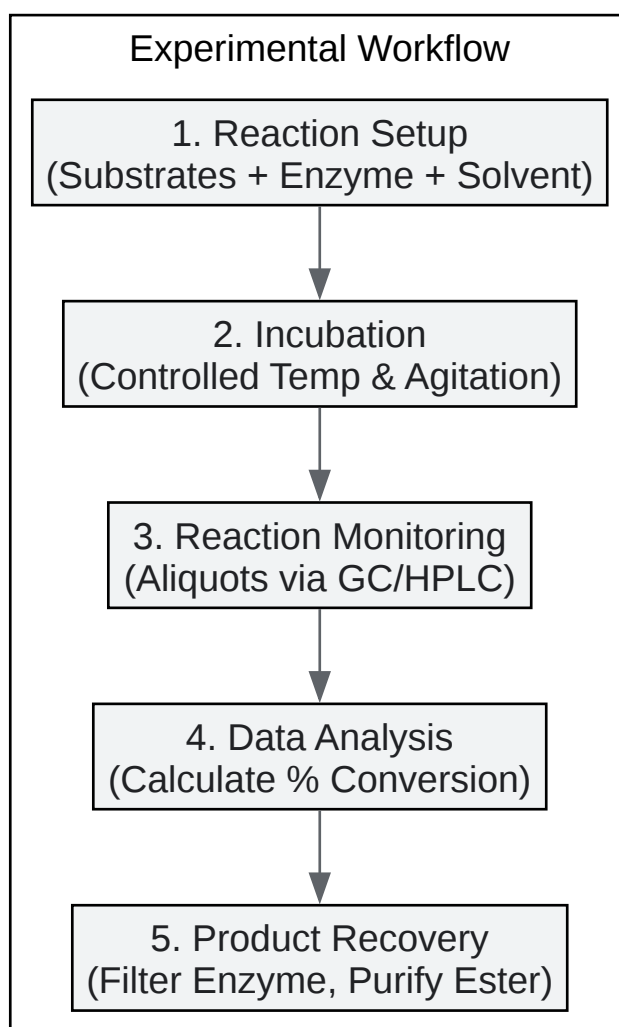 Experimental Workflow
1. Reaction Setup
(Substrates + Enzyme + Solvent)
2. Incubation
(Controlled Temp & Agitation)
3. Reaction Monitoring
(Aliquots via GC/HPLC)
4. Data Analysis
(Calculate % Conversion)
5. Product Recovery
(Filter Enzyme, Purify Ester)